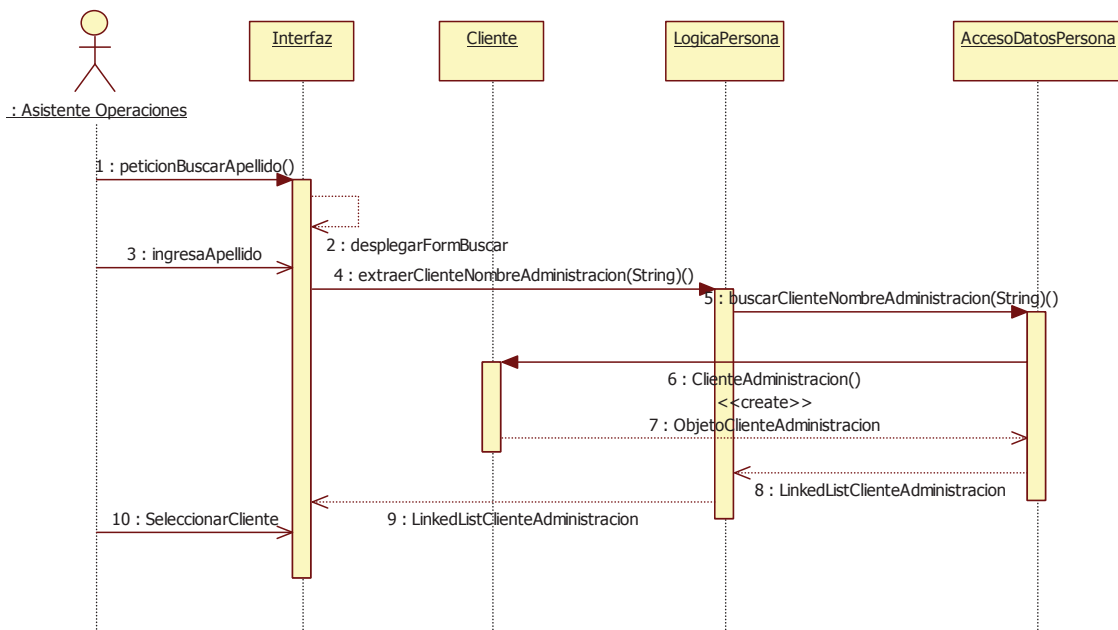 Interfaz
Cliente
LogicaPersona
AccesoDatosPersona
: Asistente Operaciones
1 : peticionBuscarApellido()
2 : desplegarFormBuscar
3 : ingresaApellido
4 : extraerClienteNombreAdministracion(String)()
5 : buscarClienteNombreAdministracion(String)()
6 : ClienteAdministracion()
<<create>>
7 : ObjetoClienteAdministracion
8 : LinkedListClienteAdministracion
9 : LinkedListClienteAdministracion
10 : SeleccionarCliente